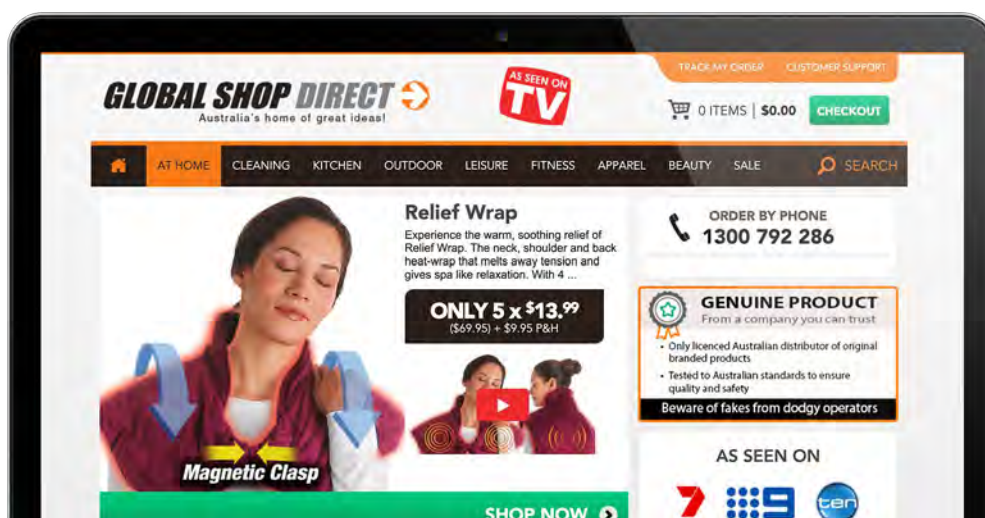 TRACK MY ORDER CUSTOMER SUPPORT
GLOBAL SHOP DIRECT
Australia's home of great ideas!
AS SEEN ON
TV
0 ITEMS | $0.00 CHECKOUT
AT HOME CLEANING KITCHEN OUTDOOR LEISURE FITNESS APPAREL BEAUTY SALE SEARCH
Relief Wrap
Experience the warm, soothing relief of
Relief Wrap. The neck, shoulder and back
heat-wrap that melts away tension and
gives spa like relaxation. With 4 ...
ONLY 5 x $13.99
($69.95) + $9.95 P&H
Magnetic Clasp
SHOP NOW
ORDER BY PHONE
1300 792 286
GENUINE PRODUCT
From a company you can trust
• Only licenced Australian distributor of original
branded products
• Tested to Australian standards to ensure
quality and safety
Beware of fakes from dodgy operators
AS SEEN ON
7 9 ten